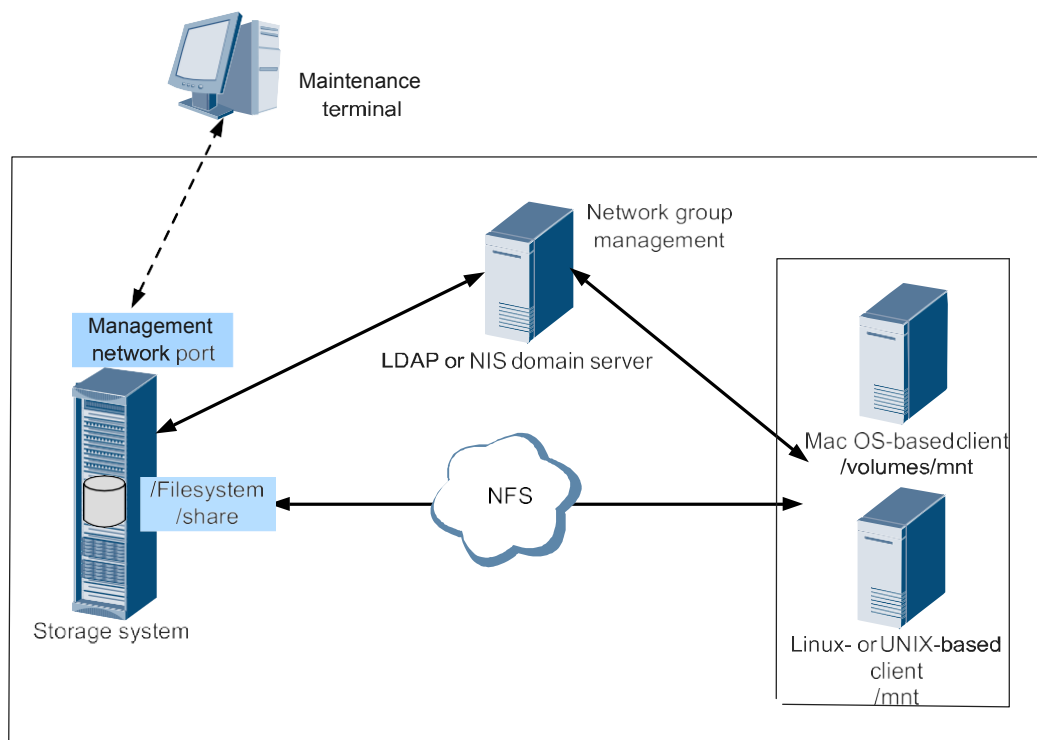 Maintenance
terminal
Network group
management
Management
network port
LDAP or NIS domain server
Mac OS-based client
/volumes/mnt
/Filesystem
/share
NFS
Storage system
Linux- or UNIX-based
client
/mnt